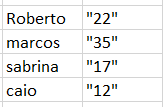 Roberto "22"
marcos "35"
sabrina "17"
caio "12"